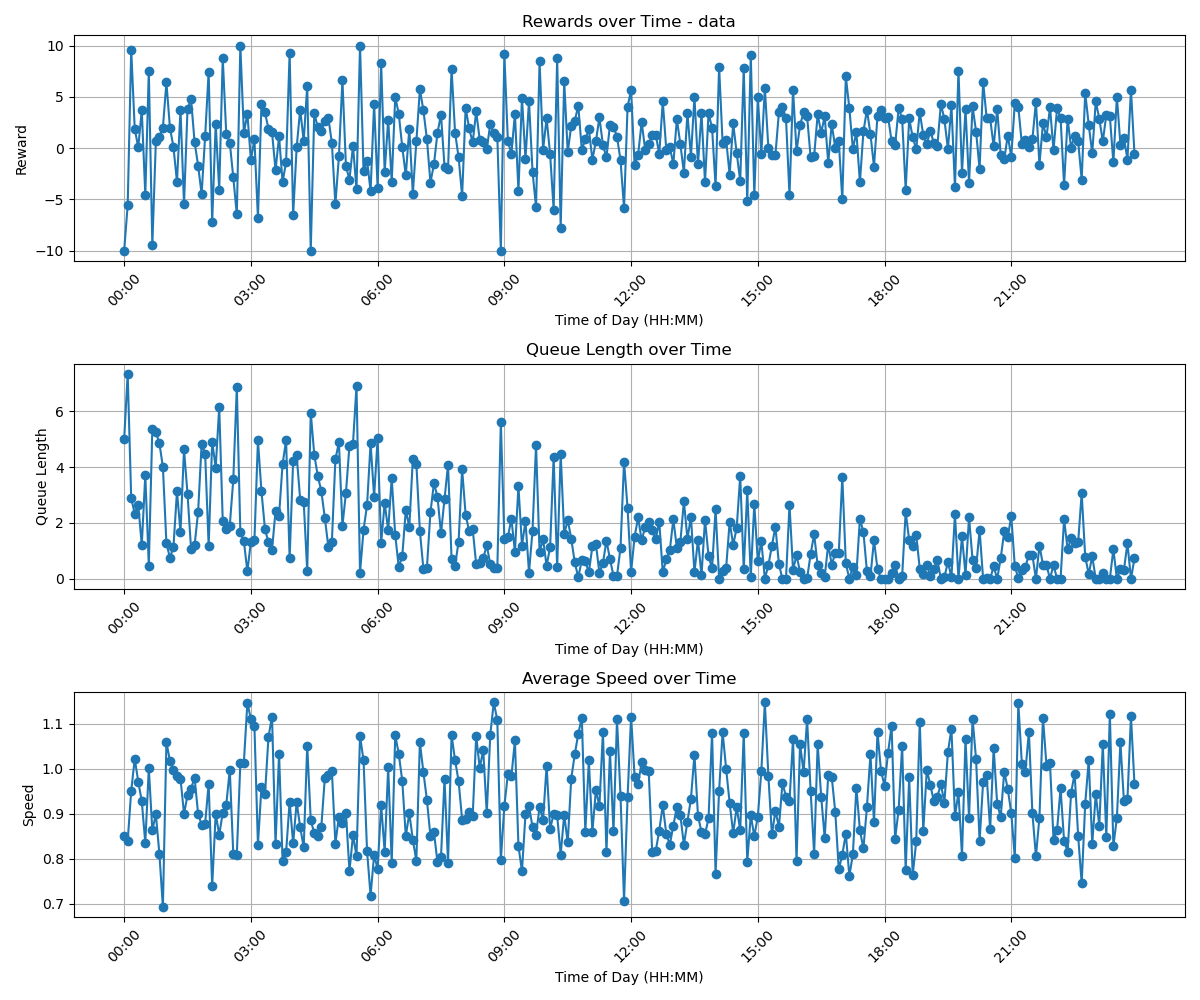 Rewards over Time - data
10
5
0
−5
−10
Reward
00:00 03:00 06:00 09:00 12:00 15:00 18:00 21:00
Time of Day (HH:MM)
Queue Length over Time
6
4
2
0
Queue Length
00:00 03:00 06:00 09:00 12:00 15:00 18:00 21:00
Time of Day (HH:MM)
Average Speed over Time
1.1
1.0
0.9
0.8
0.7
Speed
00:00 03:00 06:00 09:00 12:00 15:00 18:00 21:00
Time of Day (HH:MM)